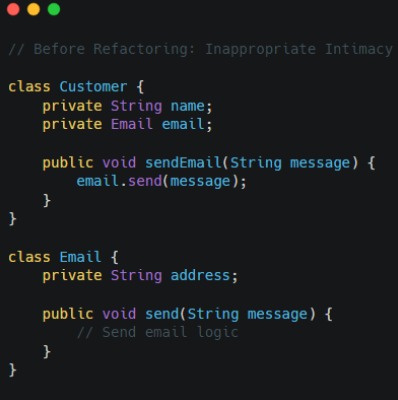 // Before Refactoring: Inappropriate Intimacy
class Customer {
    private String name;
    private Email email;
    public void sendEmail(String message) {
        email.send(message);
    }
}
class Email {
    private String address;
    public void send(String message) {
        // Send email logic
    }
}